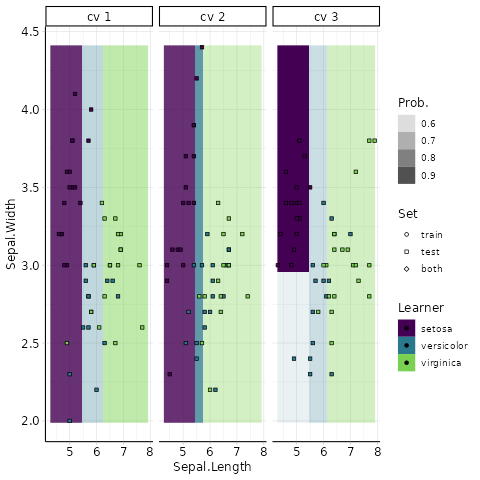 cv 1 cv 2 cv 3
4.5
4.0
3.5
3.0
2.5
2.0
5 6 7 8 5 6 7 8 5 6 7 8
Sepal.Length
Sepal.Width
Prob.
0.6
0.7
0.8
0.9
Set
train
test
both
Learner
setosa
versicolor
virginica